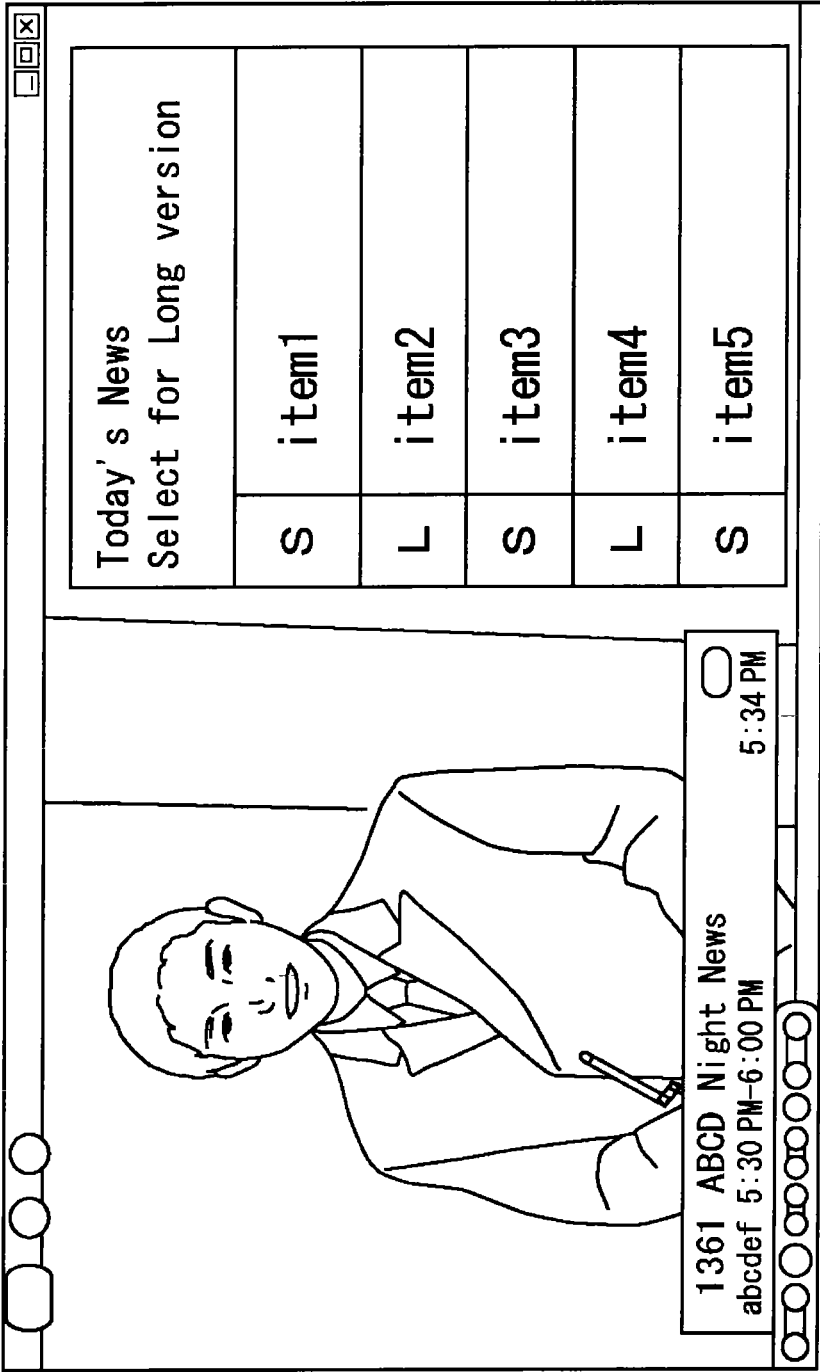 Today's News
Select for Long version
S item1
L item2
S item3
L item4
S item5
1361 ABCD Night News
abcdef 5:30 PM-6:00 PM 5:34 PM